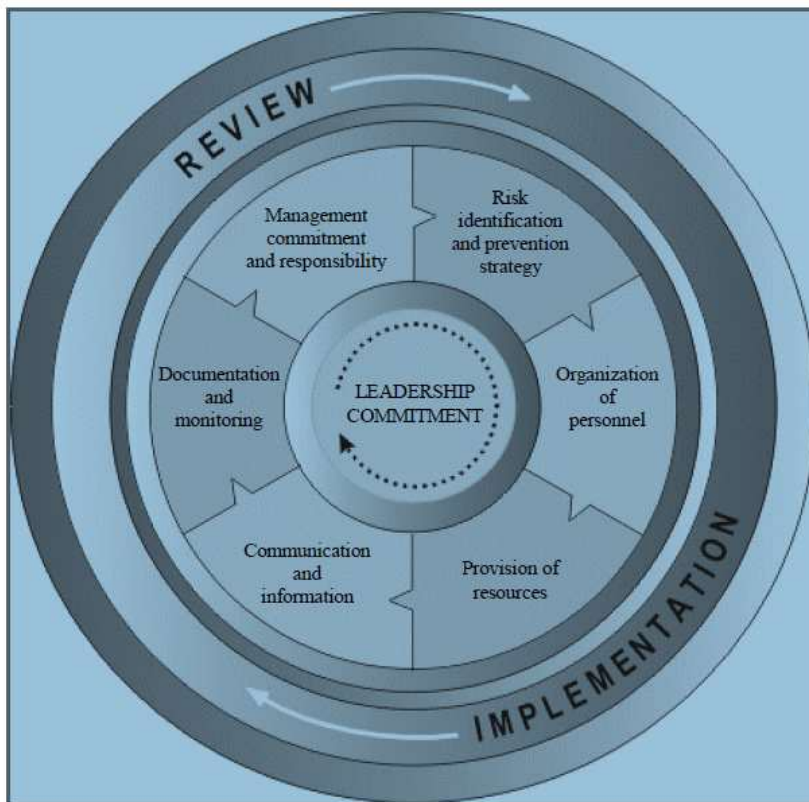 REVIEW
Management
commitment
and responsibility
Risk
identification
and prevention
strategy
Documentation
and
monitoring
LEADERSHIP
COMMITMENT
Organization
of
personnel
Communication
and
information
Provision of
resources
IMPLEMENTATION